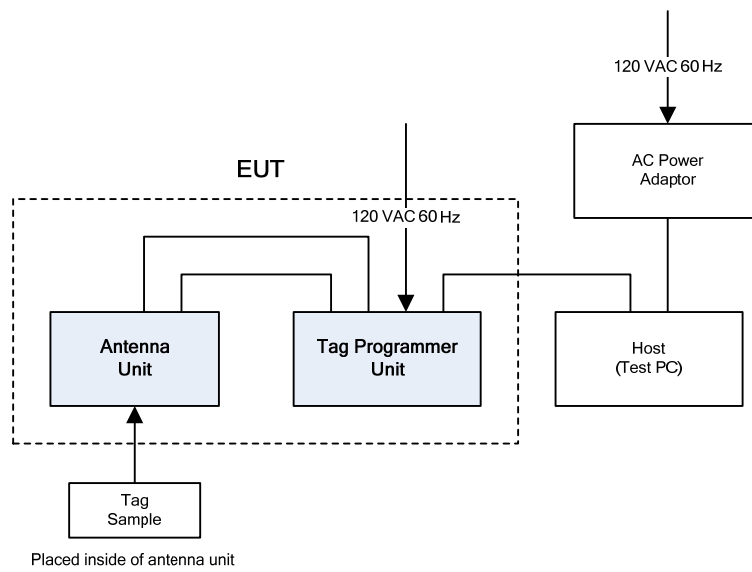 120 VAC 60 Hz
AC Power
Adaptor
EUT
120 VAC 60 Hz
Antenna
Unit
Tag Programmer
Unit
Host
(Test PC)
Tag
Sample
Placed inside of antenna unit